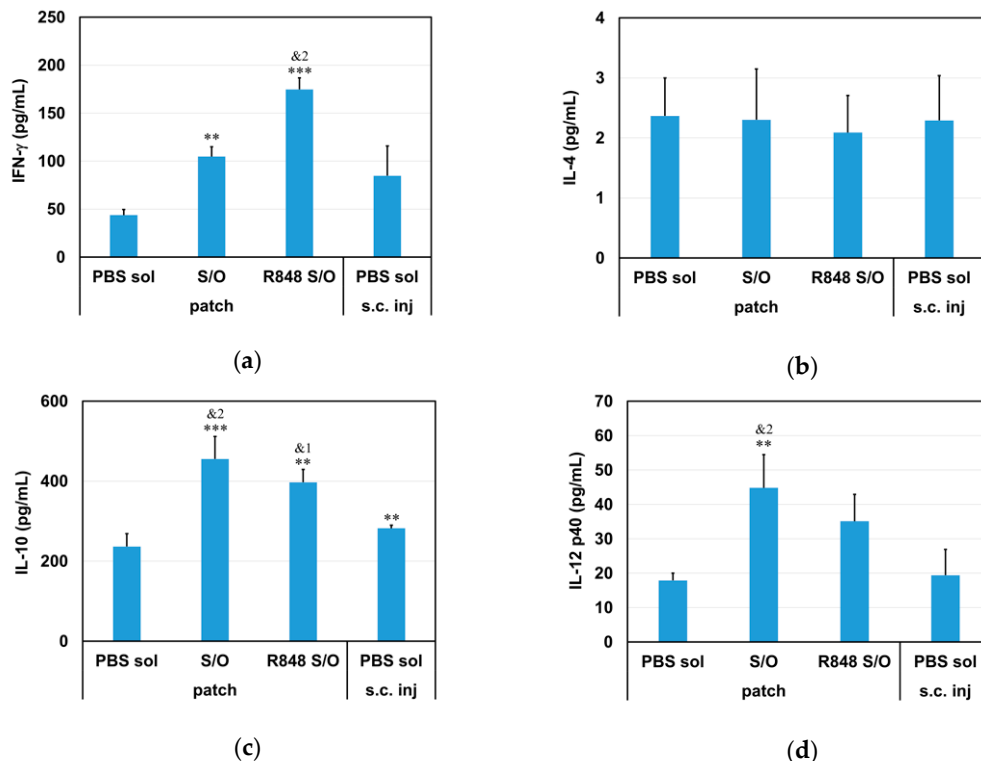 250
200
150
100
50
0
IFN-γ (pg/mL)
**
&2
***
PBS sol S/O R848 S/O PBS sol
patch s.c. inj
(a)
4
3
2
1
0
IL-4 (pg/mL)
PBS sol S/O R848 S/O PBS sol
patch s.c. inj
(b)
600
400
200
0
IL-10 (pg/mL)
&2
***
&1
**
**
PBS sol S/O R848 S/O PBS sol
patch s.c. inj
(c)
70
60
50
40
30
20
10
0
IL-12 p40 (pg/mL)
&2
**
PBS sol S/O R848 S/O PBS sol
patch s.c. inj
(d)